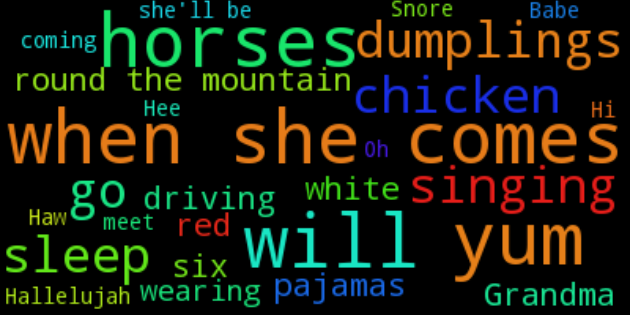 she'll be Snore Babe
coming horses dumplings
round the mountain chicken
Hee Hi
when she Oh comes
go driving white singing
Haw meet red will yum
sleep six
Hallelujah wearing pajamas Grandma